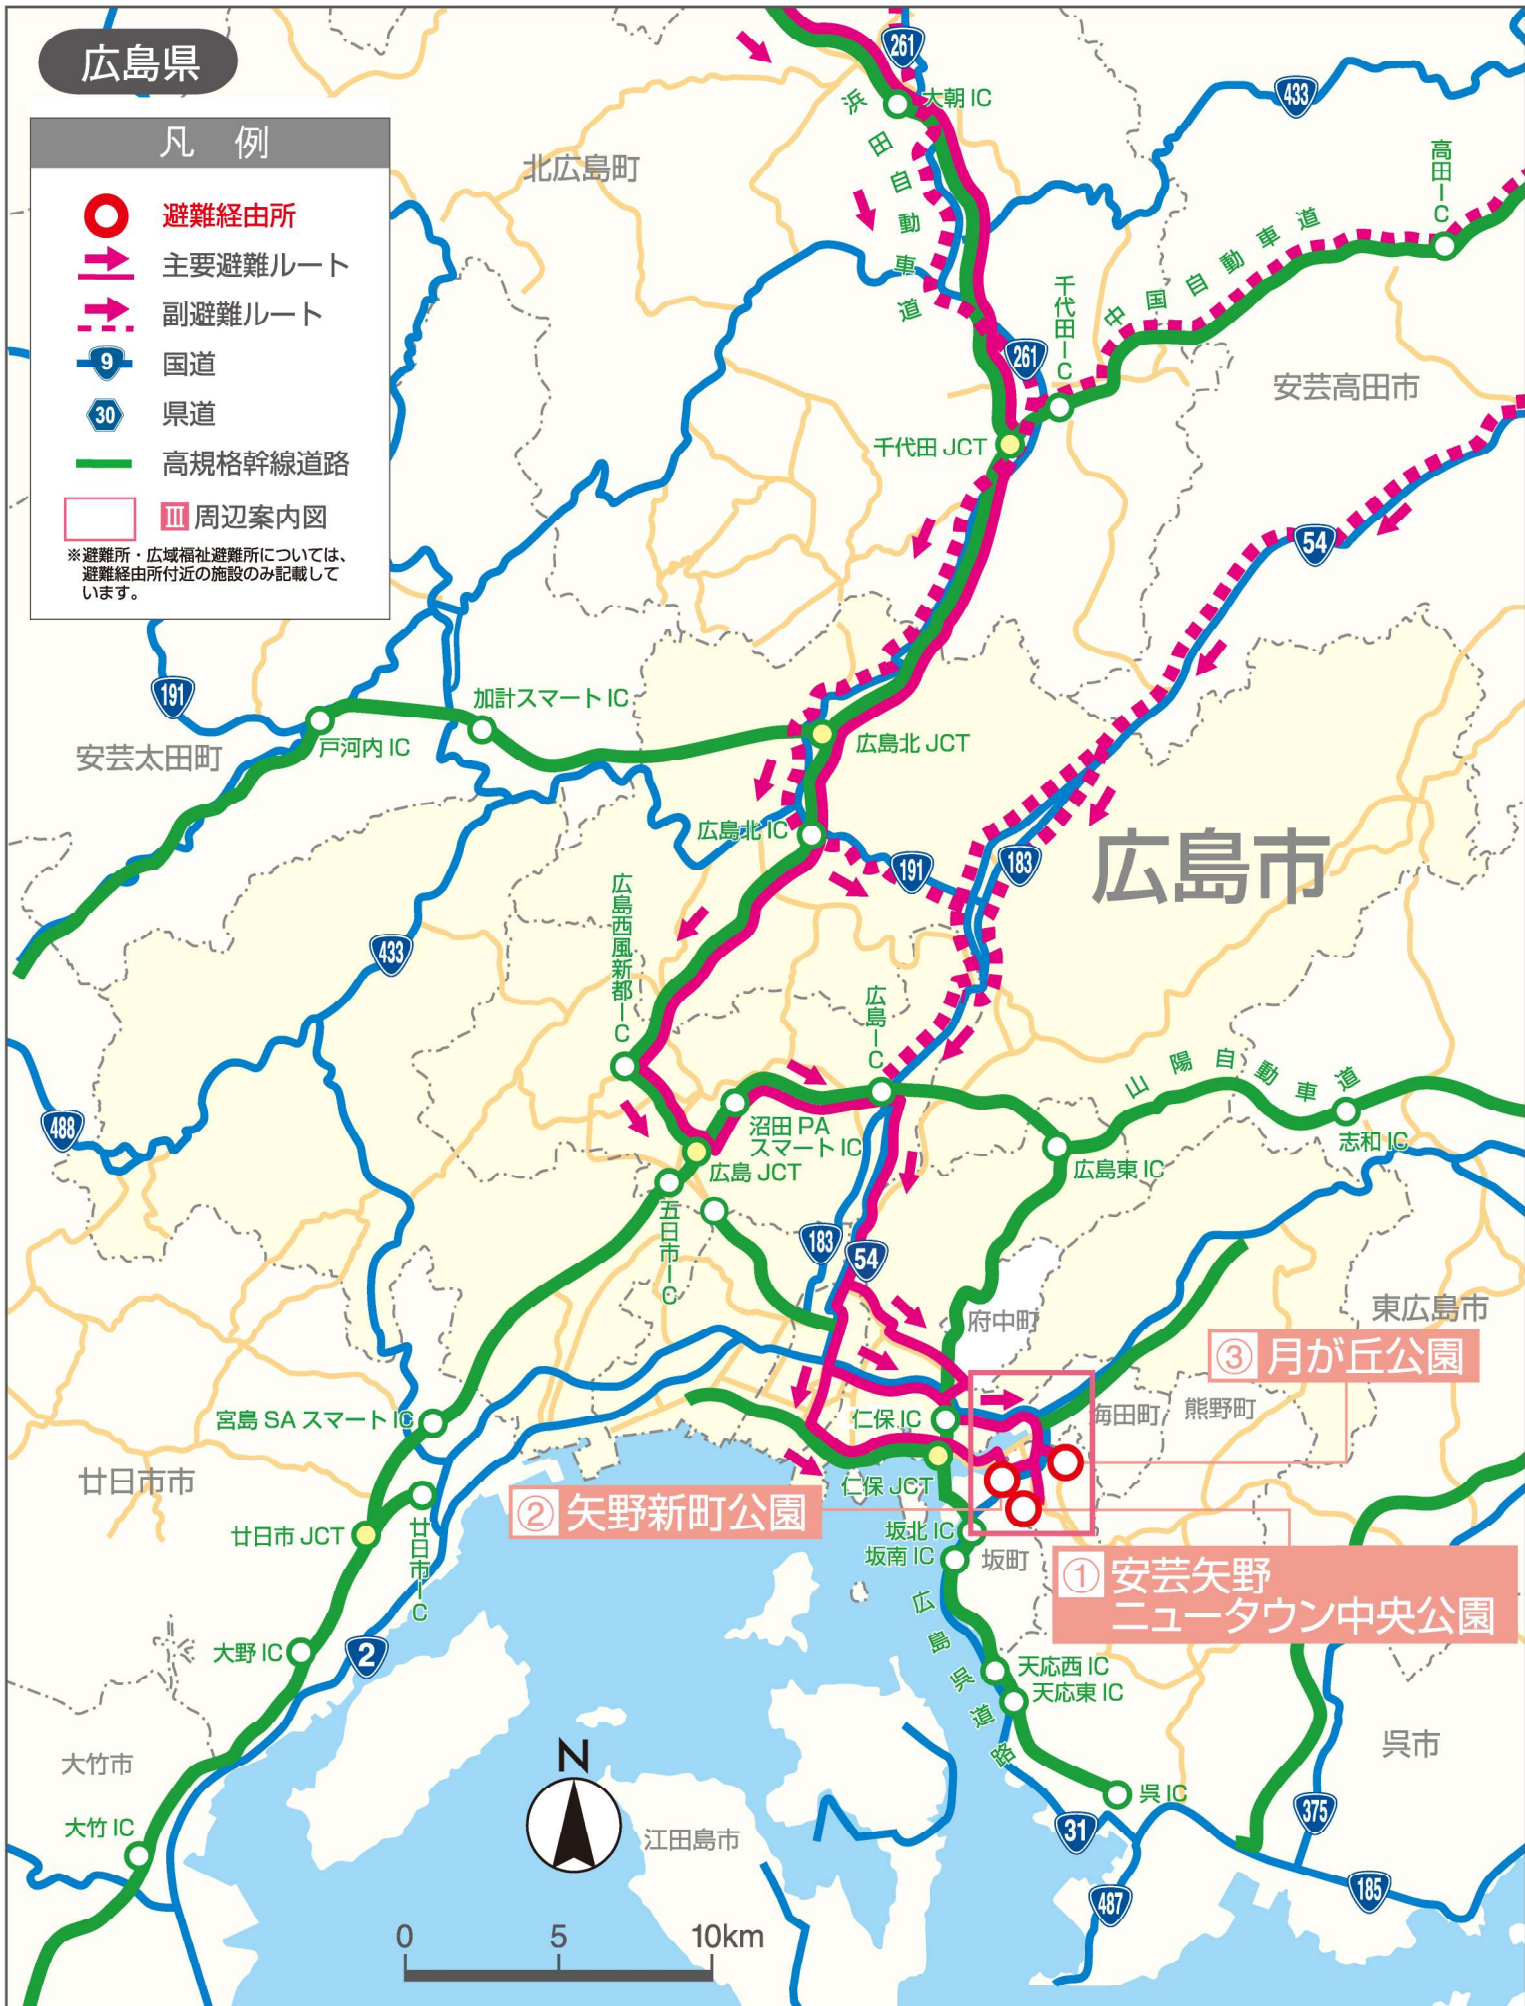 広島県
凡 例
避難経由所
主要避難ルート
副避難ルート
9
国道
30
県道
高規格幹線道路
Ⅲ 周辺案内図
※避難所・広域福祉避難所については、
避難経由所付近の施設のみ記載して
います。
261
大朝 IC
433
浜田自動車道
北広島町
高田IC
中国自動車道
千代田IC
261
安芸高田市
千代田 JCT
54
191
加計スマート IC
戸河内 IC
安芸太田町
広島北 JCT
広島北 IC
191
183
広島市
広島西風新都IC
433
広島IC
山陽自動車道
488
沼田 PA
スマート IC
志和 IC
広島東 IC
広島 JCT
五日市IC
183
54
府中町
東広島市
③ 月が丘公園
宮島 SA スマート IC
仁保 IC
海田町
熊野町
廿日市市
仁保 JCT
② 矢野新町公園
廿日市 JCT
廿日市IC
坂北 IC
坂南 IC
坂町
① 安芸矢野
ニュータウン中央公園
広島呉道路
大野 IC
2
天応西 IC
天応東 IC
大竹市
呉市
N
呉 IC
大竹 IC
江田島市
31
375
487
185
0 5 10km